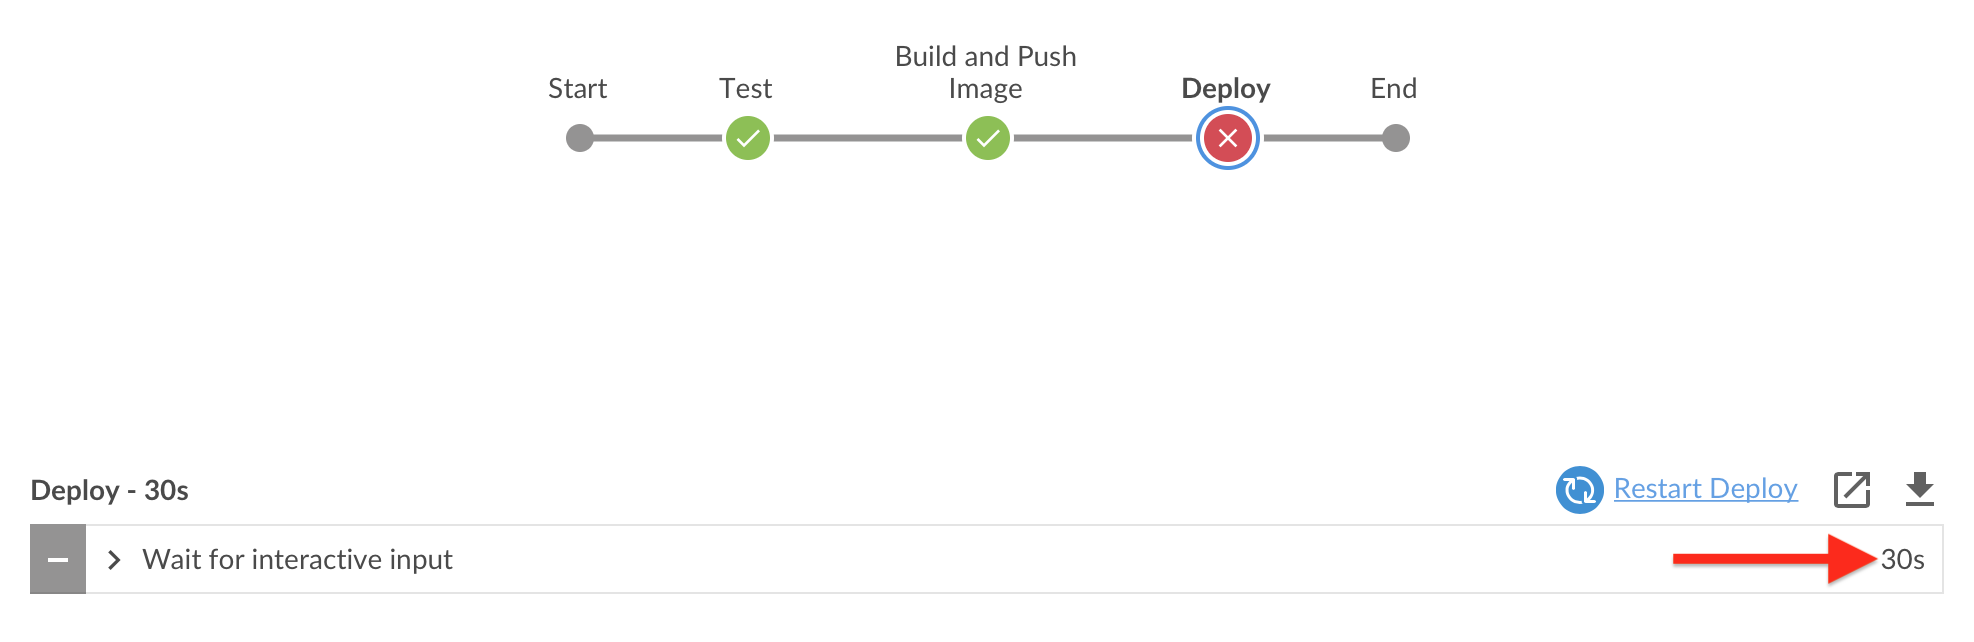 Start
Test
Build and Push
Image
Deploy
End
Deploy - 30s
Restart Deploy
Wait for interactive input
30s